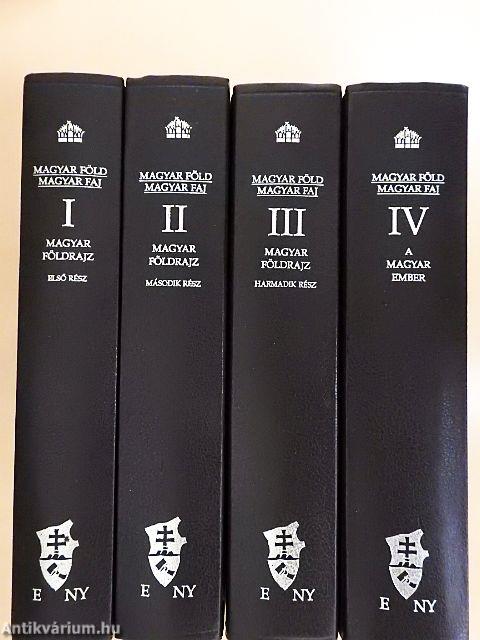 MAGYAR FÖLD
MAGYAR FAJ
I
MAGYAR
FÖLDRAJZ
ELSŐ RÉSZ
E NY
MAGYAR FÖLD
MAGYAR FAJ
II
MAGYAR
FÖLDRAJZ
MÁSODIK RÉSZ
E NY
MAGYAR FÖLD
MAGYAR FAJ
III
MAGYAR
FÖLDRAJZ
HARMADIK RÉSZ
E NY
MAGYAR FÖLD
MAGYAR FAJ
IV
A
MAGYAR
EMBER
E NY
Antikvárium.hu